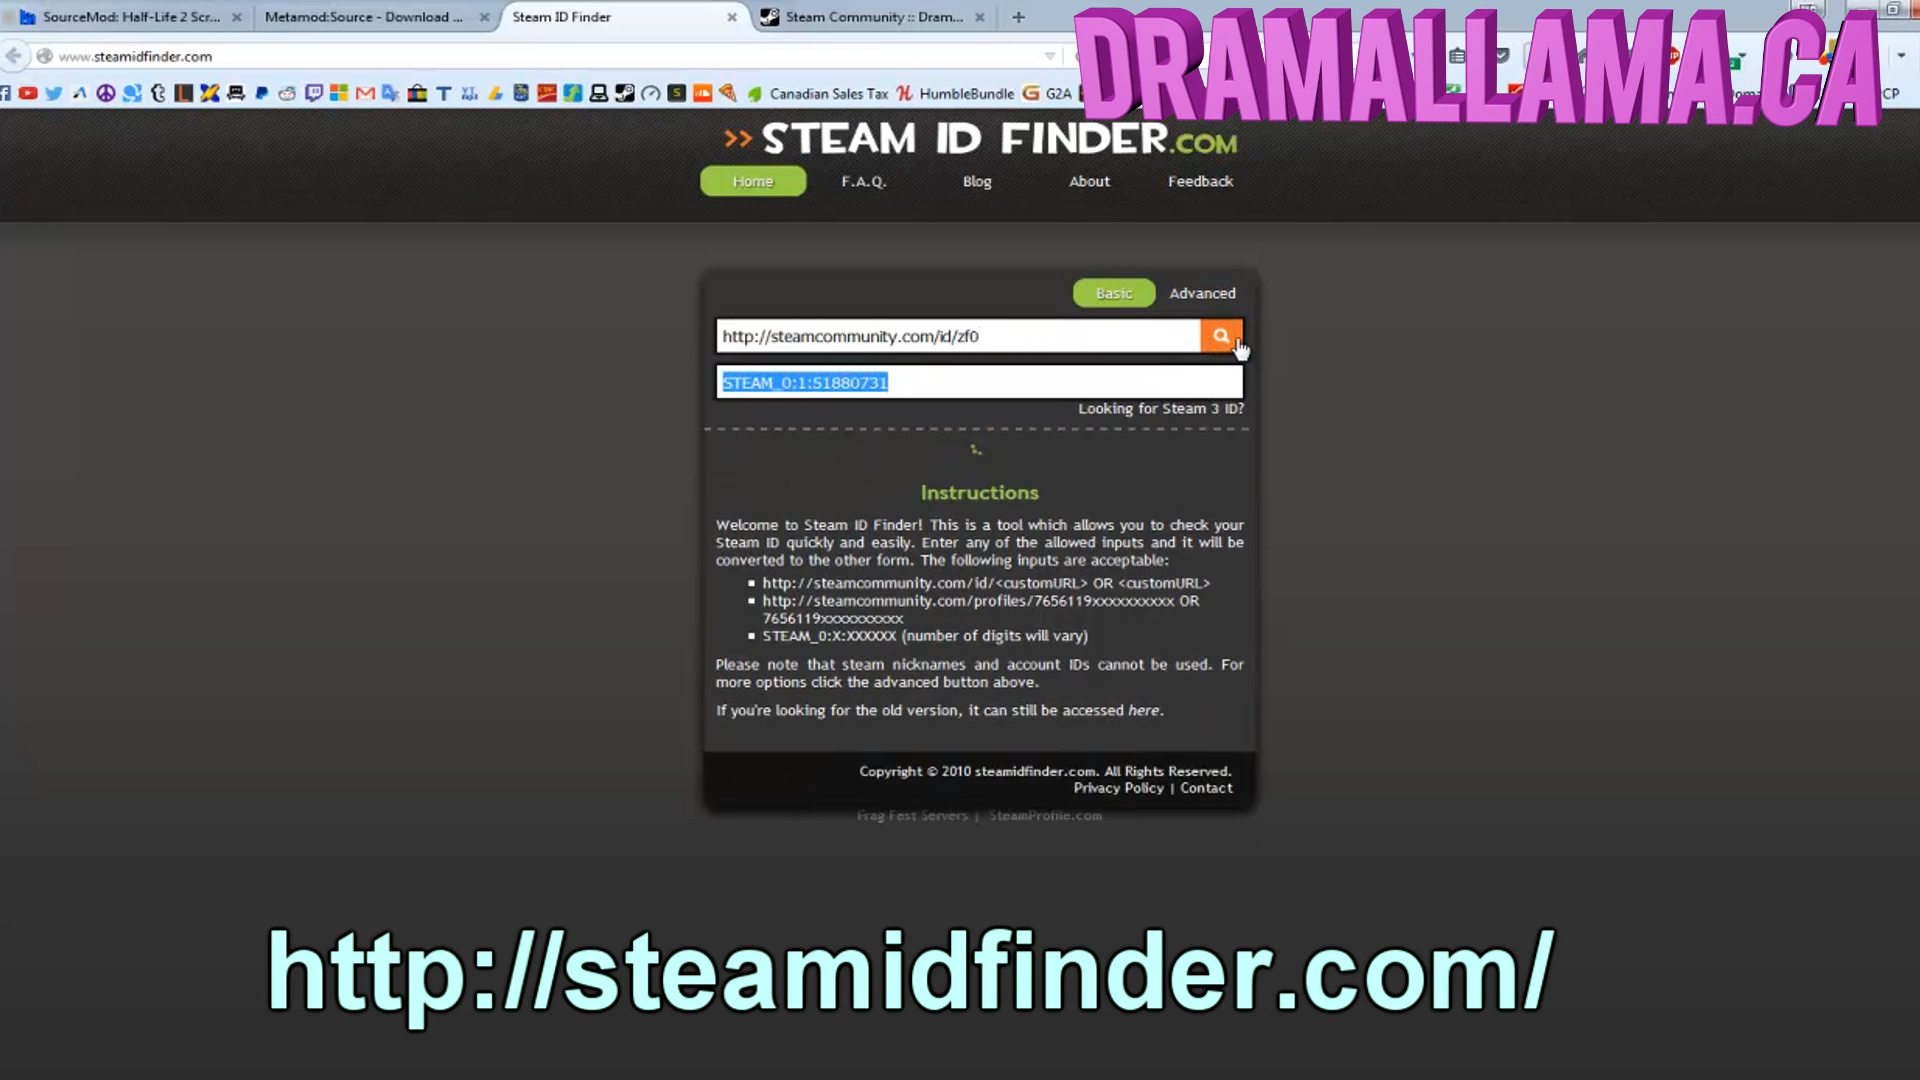 SourceMod: Half-Life 2 Scr...
Metamod:Source - Download ...
Steam ID Finder
Steam Community :: Dram...
www.steamidfinder.com
DRAMALLAMA.CA
Canadian Sales Tax
HumbleBundle
G2A
>> STEAM ID FINDER.COM
Home
F.A.Q.
Blog
About
Feedback
Basic
Advanced
http://steamcommunity.com/id/zf0
STEAM_0:1:51880731
Looking for Steam 3 ID?
Instructions
Welcome to Steam ID Finder! This is a tool which allows you to check your
Steam ID quickly and easily. Enter any of the allowed inputs and it will be
converted to the other form. The following inputs are acceptable:
http://steamcommunity.com/id/<customURL> OR <customURL>
http://steamcommunity.com/profiles/7656119xxxxxxxxxx OR
7656119xxxxxxxxxx
STEAM_0:X:XXXXXX (number of digits will vary)
Please note that steam nicknames and account IDs cannot be used. For
more options click the advanced button above.
If you're looking for the old version, it can still be accessed here.
Copyright © 2010 steamidfinder.com. All Rights Reserved.
Privacy Policy | Contact
Frag Fest Servers | SteamProfile.com
http://steamidfinder.com/